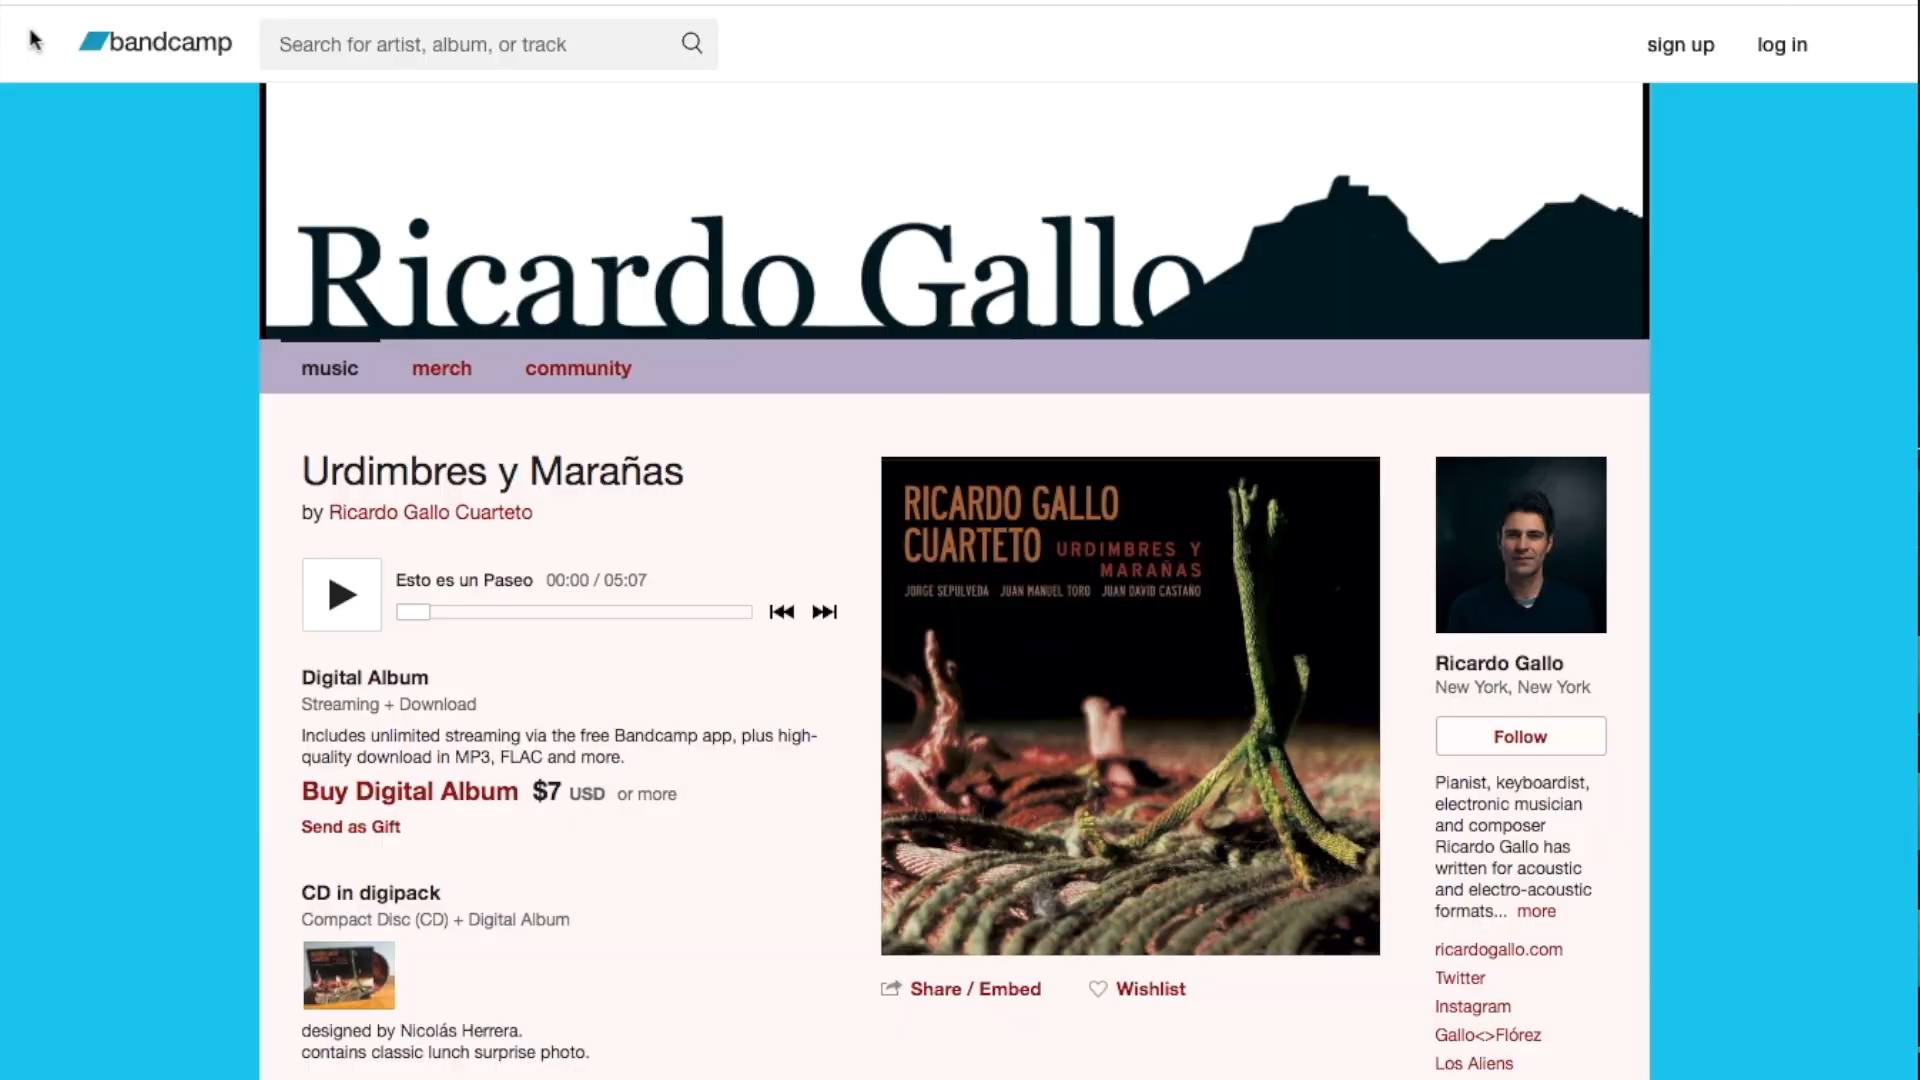 bandcamp
Search for artist, album, or track
sign up
log in
Ricardo Gallo
music
merch
community
Urdimbres y Marañas
by Ricardo Gallo Cuarteto
Esto es un Paseo 00:00 / 05:07
Digital Album
Streaming + Download
Includes unlimited streaming via the free Bandcamp app, plus high-
quality download in MP3, FLAC and more.
Buy Digital Album $7 USD or more
Send as Gift
CD in digipack
Compact Disc (CD) + Digital Album
designed by Nicolás Herrera.
contains classic lunch surprise photo.
RICARDO GALLO
CUARTETO
URDIMBRES Y
MARAÑAS
JORGE SEPULVEDA JUAN MANUEL TORO JUAN DAVID CASTAÑO
Share / Embed
Wishlist
Ricardo Gallo
New York, New York
Follow
Pianist, keyboardist,
electronic musician
and composer
Ricardo Gallo has
written for acoustic
and electro-acoustic
formats... more
ricardogallo.com
Twitter
Instagram
Gallo<>Flórez
Los Aliens